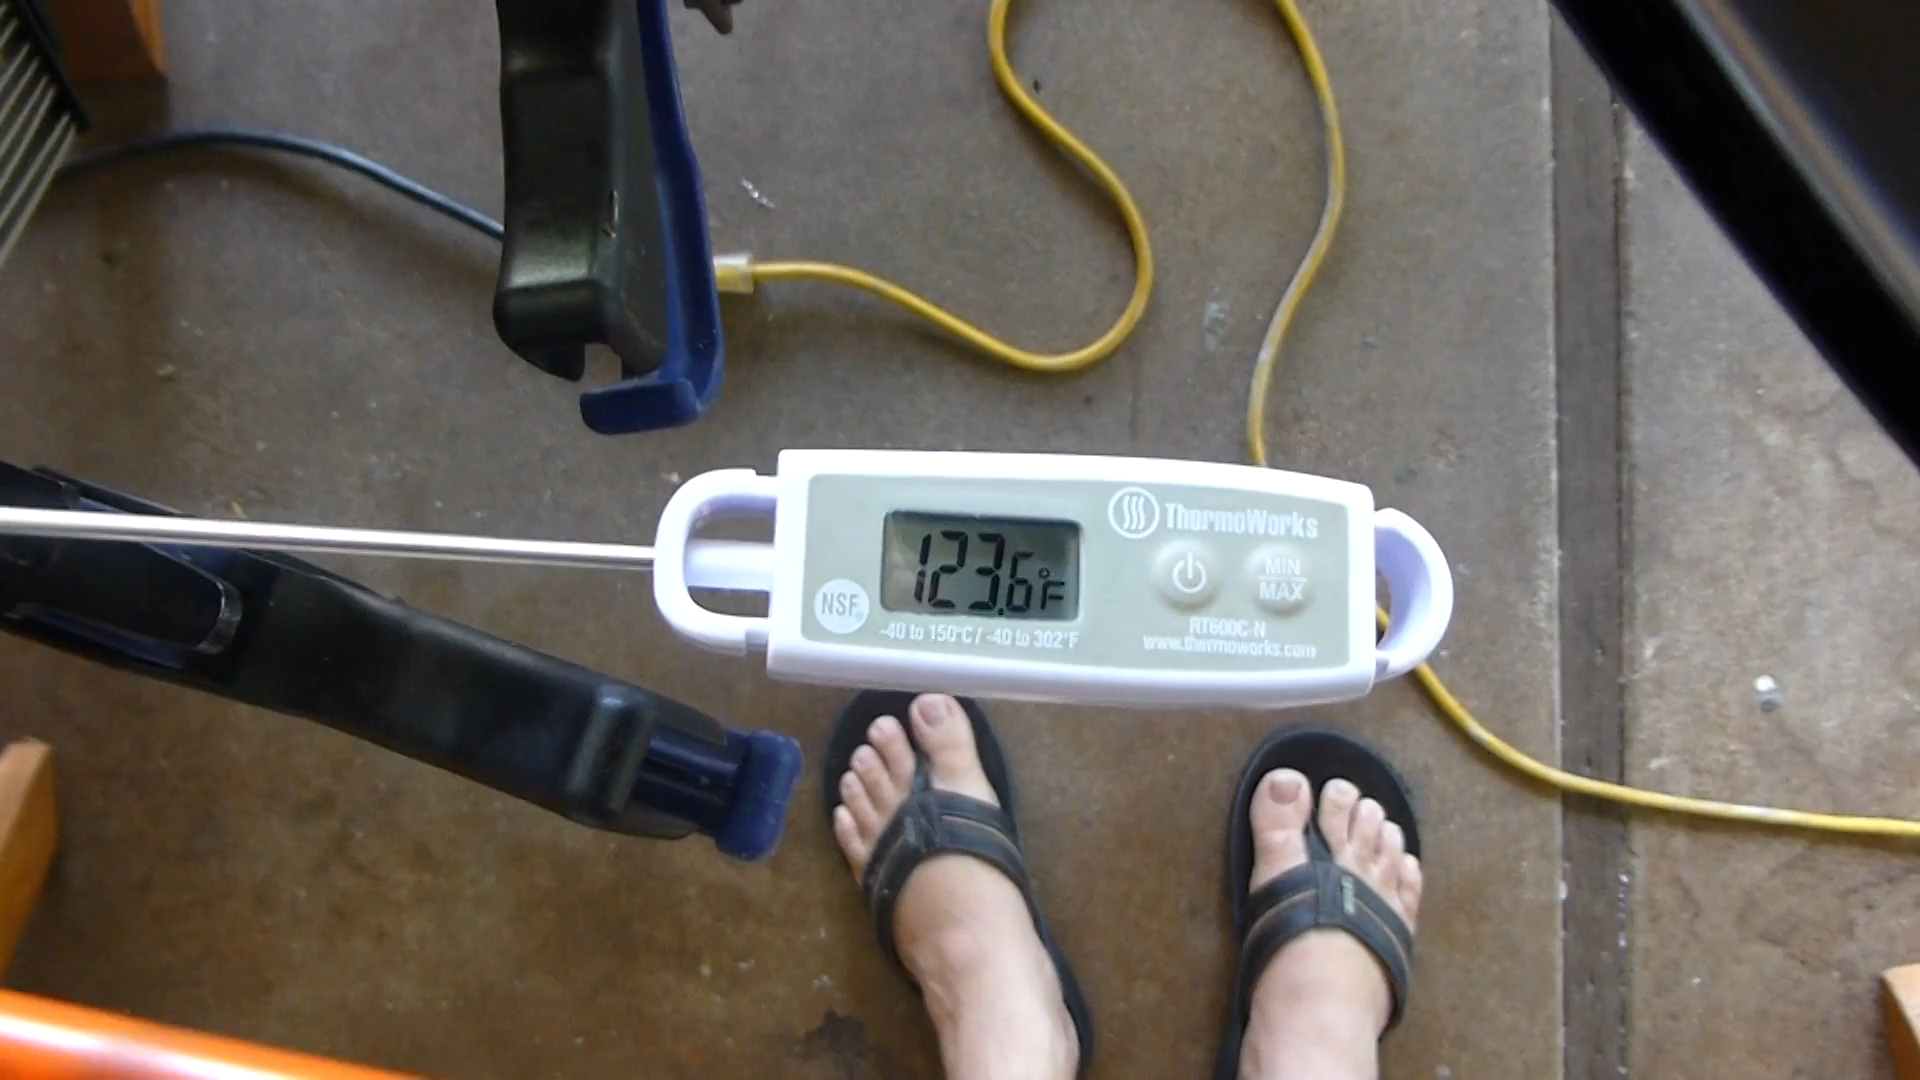 ThermoWorks
123.6°F
MIN
MAX
NSF
-40 to 150°C / -40 to 302°F
RT600C-N
www.thermoworks.com